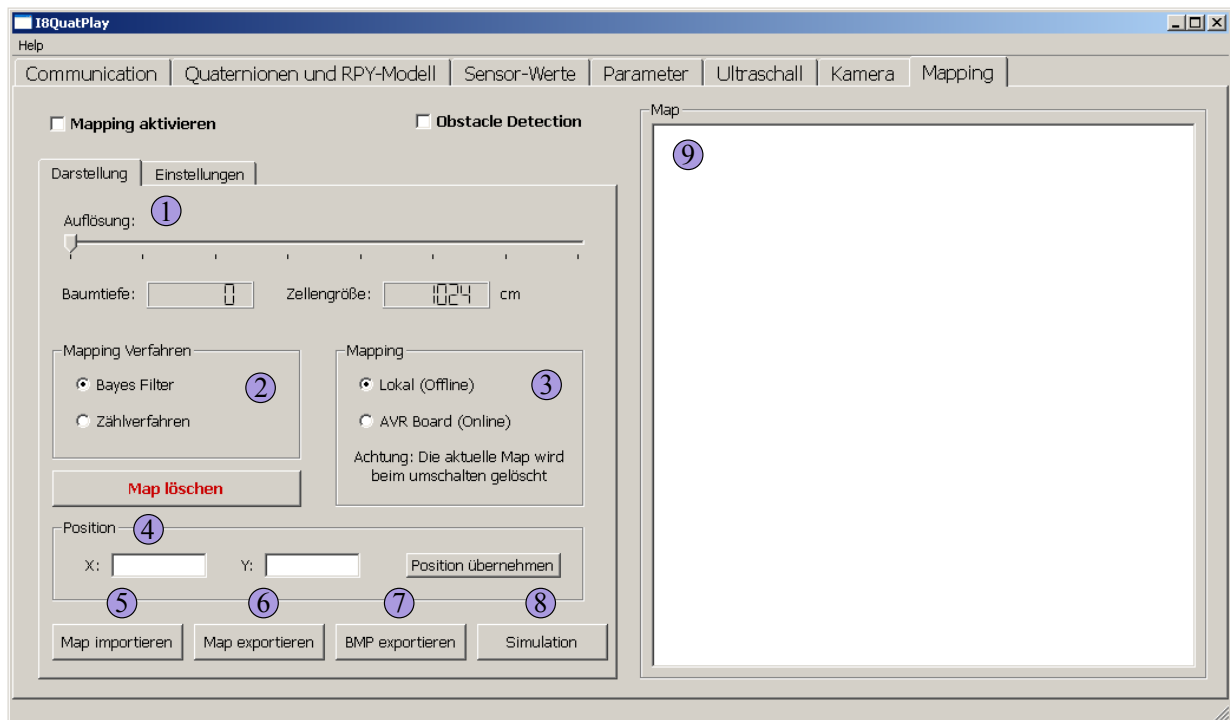 I8QuatPlay
Help
Communication Quaternionen und RPY-Modell Sensor-Werte Parameter Ultraschall Kamera Mapping
Mapping aktivieren Obstacle Detection
Darstellung Einstellungen
1
Auflösung:
Baumtiefe: 0 Zellengröße: 1024 cm
Mapping Verfahren
Bayes Filter 2
Zählverfahren
Mapping
Lokal (Offline) 3
AVR Board (Online)
Achtung: Die aktuelle Map wird
beim umschalten gelöscht
Map löschen
Position 4
X: Y: Position übernehmen
5 6 7 8
Map importieren Map exportieren BMP exportieren Simulation
Map
9